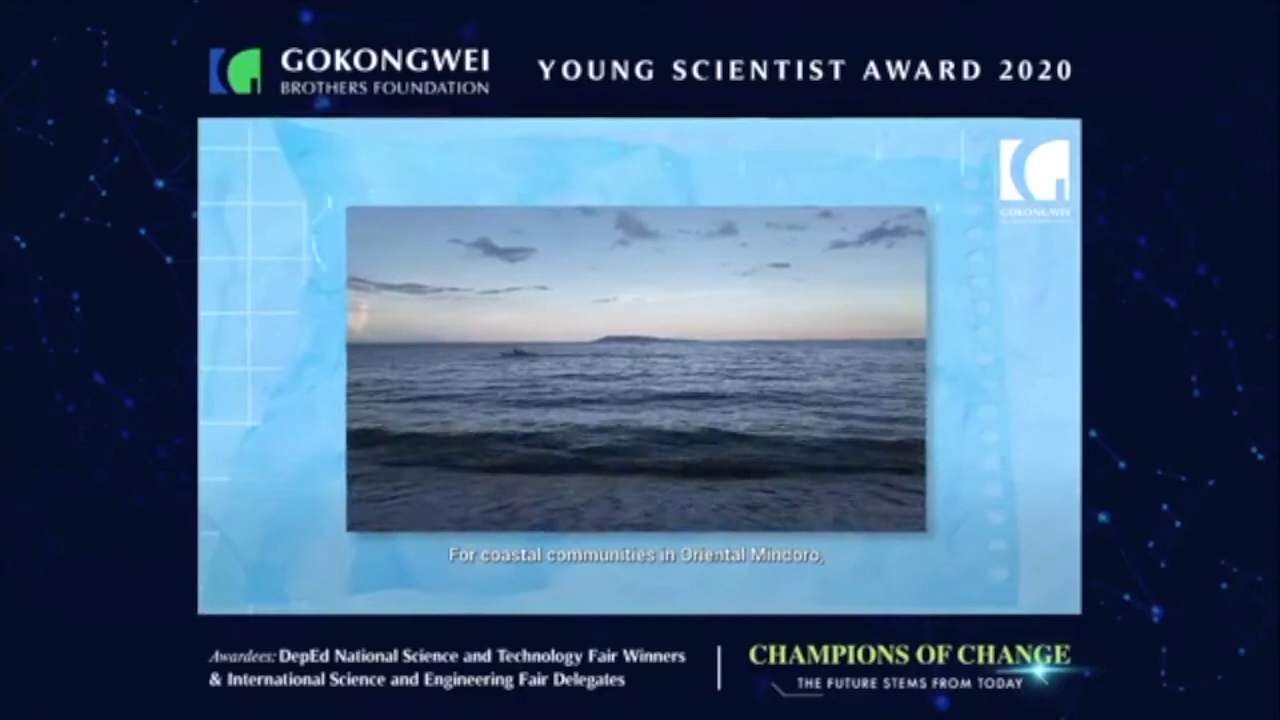 GOKONGWEI
BROTHERS FOUNDATION
YOUNG SCIENTIST AWARD 2020
GOKONGWEI
For coastal communities in Oriental Mindoro,
Awardees: DepEd National Science and Technology Fair Winners
& International Science and Engineering Fair Delegates
CHAMPIONS OF CHANGE
THE FUTURE STEMS FROM TODAY